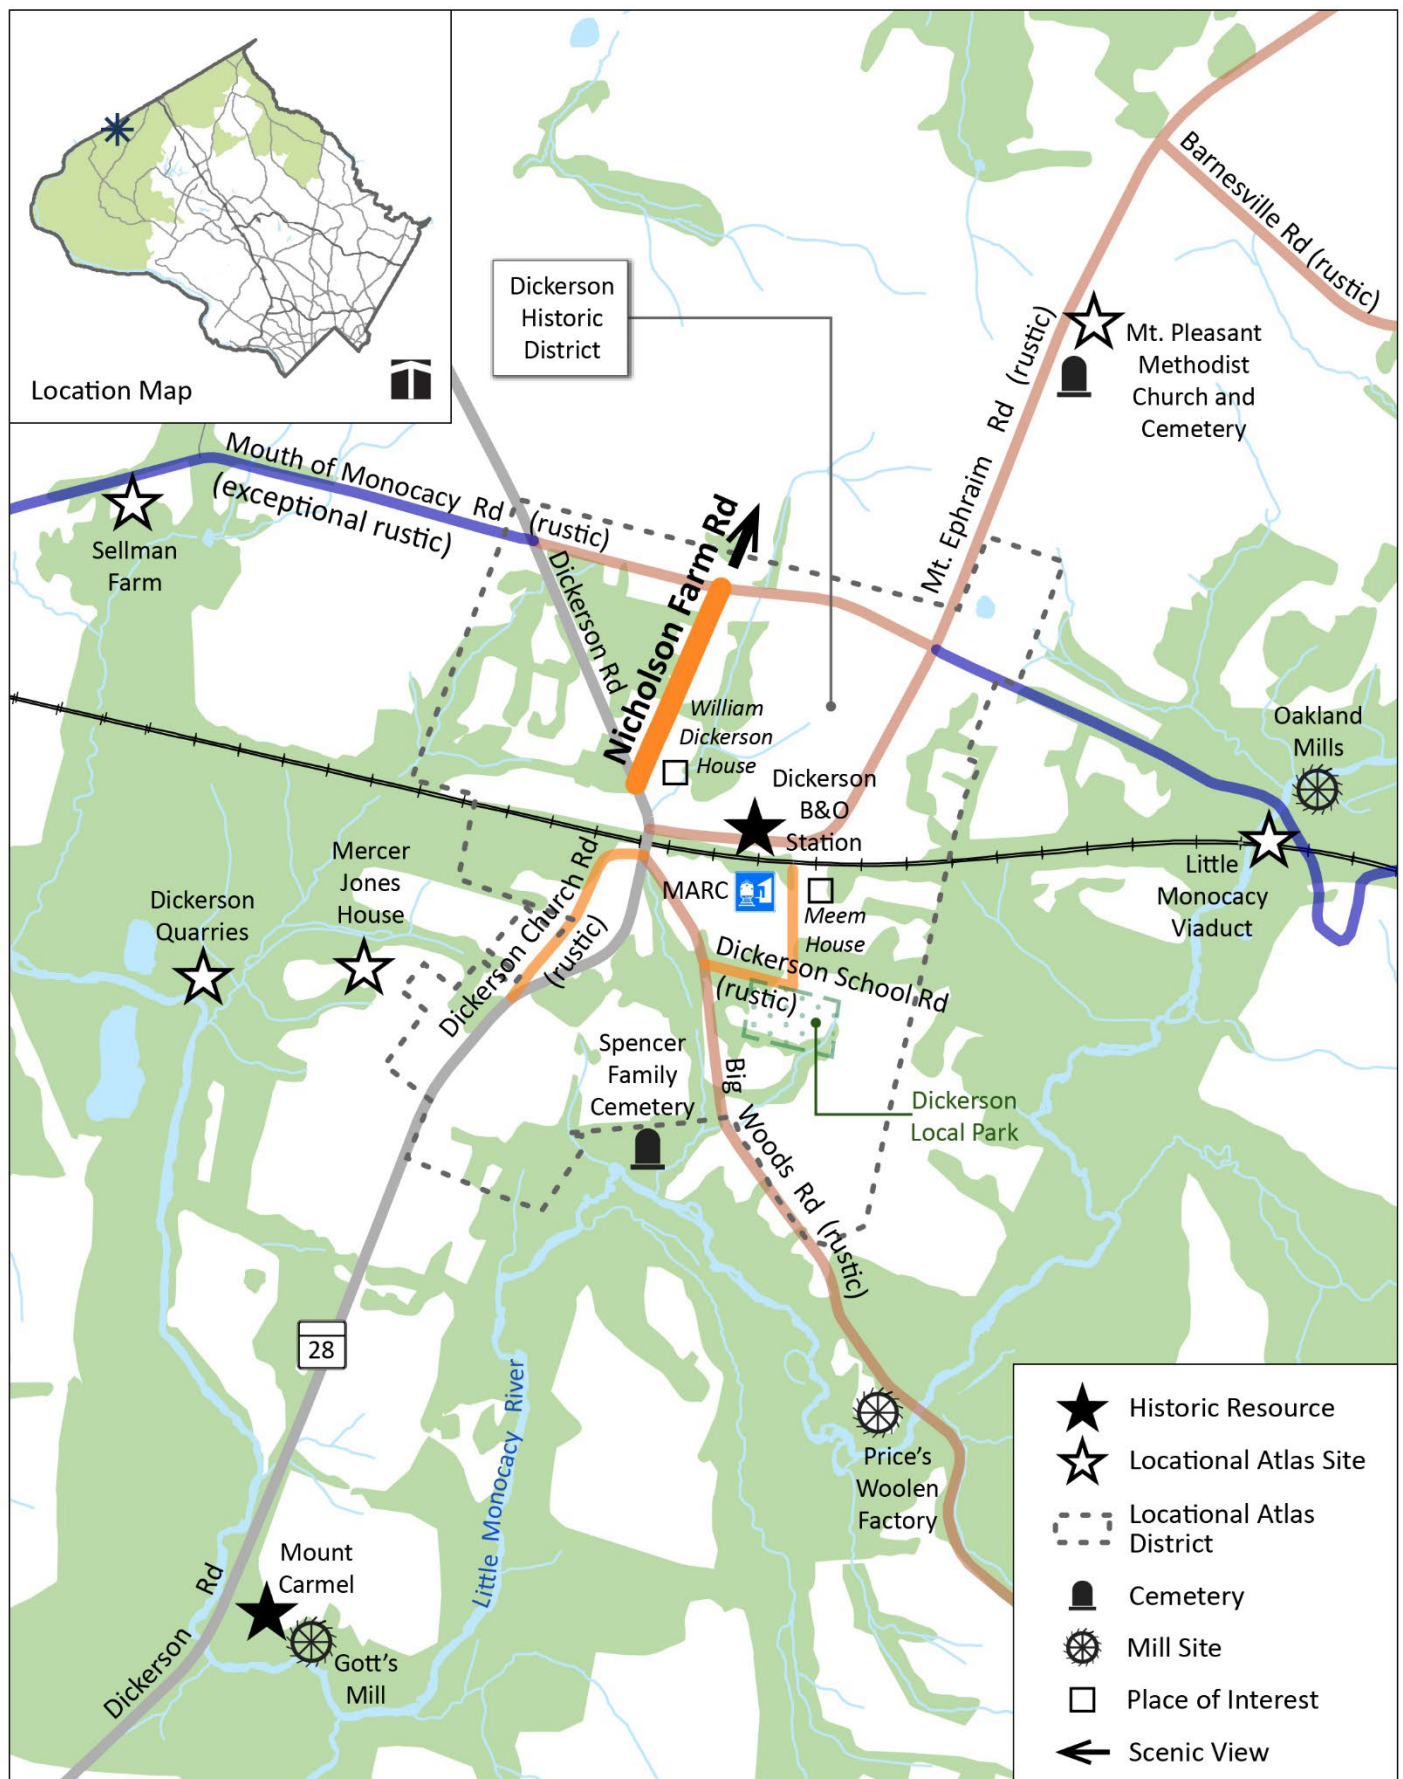 Location Map
Dickerson
Historic
District
Barnesville Rd (rustic)
Mt. Pleasant
Methodist
Church and
Cemetery
Mt. Ephraim Rd (rustic)
Mouth of Monocacy Rd (rustic)
(exceptional rustic)
Sellman
Farm
Dickerson Rd
Nicholson Farm Rd
William
Dickerson
House
Oakland
Mills
Dickerson
B&O
Station
Little
Monocacy
Viaduct
Mercer
Jones
House
Dickerson
Quarries
MARC
Meem
House
Dickerson Church Rd
(rustic)
Dickerson School Rd
(rustic)
Spencer
Family
Cemetery
Big Woods Rd (rustic)
Dickerson
Local Park
28
Little Monocacy River
Price's
Woolen
Factory
Mount
Carmel
Gott's
Mill
Dickerson Rd
Historic Resource
Locational Atlas Site
Locational Atlas
District
Cemetery
Mill Site
Place of Interest
Scenic View